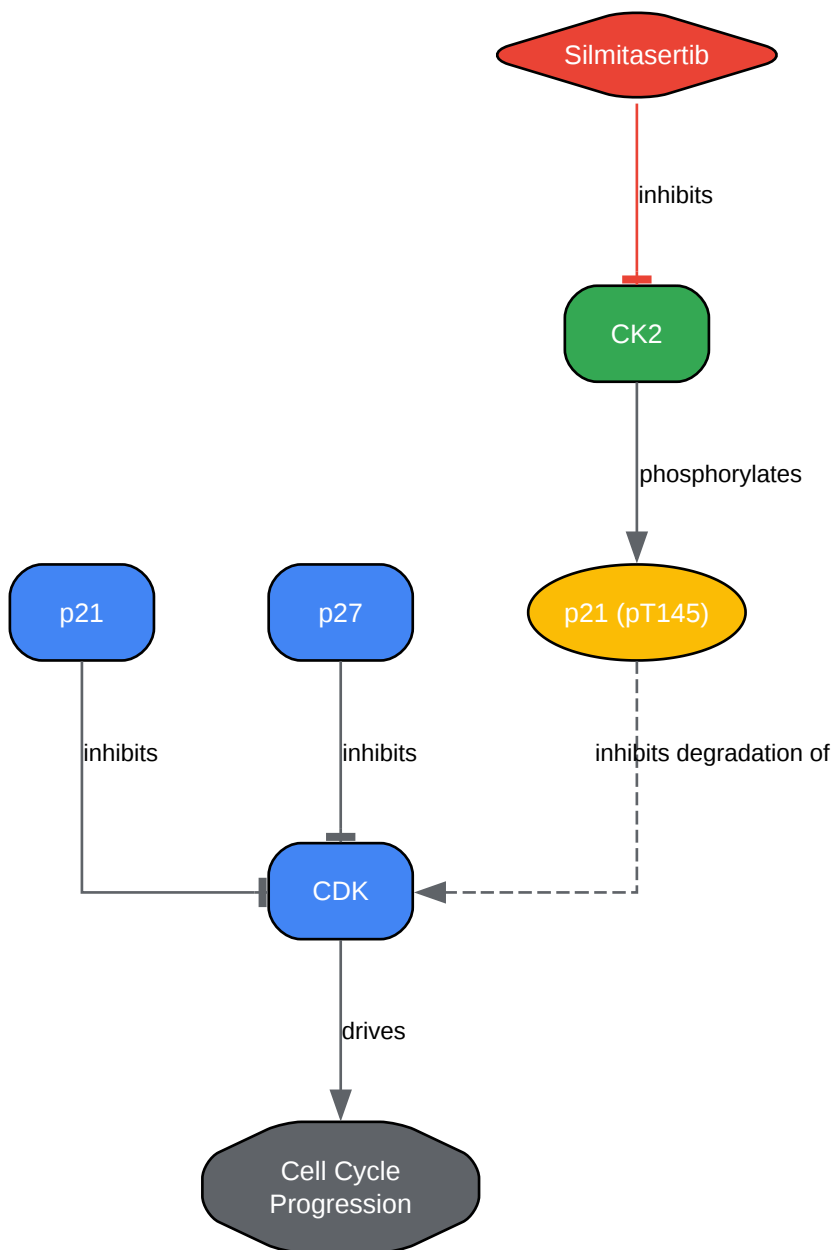 Silmitasertib
inhibits
CK2
phosphorylates
p21
p27
p21 (pT145)
inhibits
inhibits
inhibits degradation of
CDK
drives
Cell Cycle
Progression